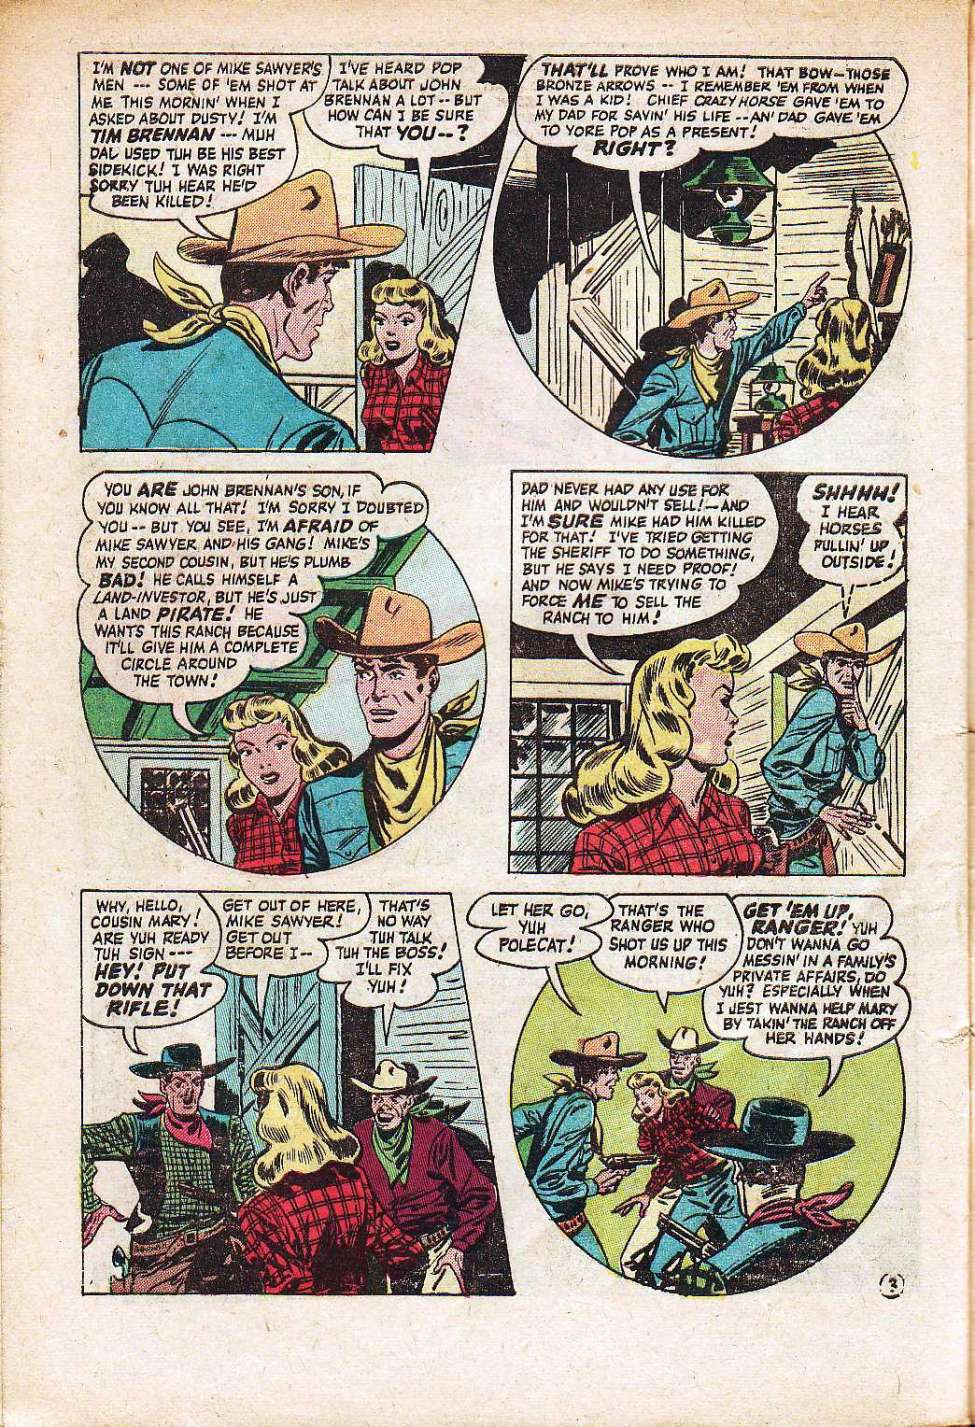 I'M NOT ONE OF MIKE SAWYER'S
MEN --- SOME OF 'EM SHOT AT
ME THIS MORNIN' WHEN I
ASKED ABOUT DUSTY! I'M
TIM BRENNAN --- MUH
DAL USED TUH BE HIS BEST
SIDEKICK! I WAS RIGHT
SORRY TUH HEAR HE'D
BEEN KILLED!
I'VE HEARD POP
TALK ABOUT JOHN
BRENNAN A LOT -- BUT
HOW CAN I BE SURE
THAT YOU --?
THAT'LL PROVE WHO I AM! THAT BOW -- THOSE
BRONZE ARROWS -- I REMEMBER 'EM FROM WHEN
I WAS A KID! CHIEF CRAZY HORSE GAVE 'EM TO
MY DAD FOR SAVIN' HIS LIFE -- AN' DAD GAVE 'EM
TO YORE POP AS A PRESENT!
RIGHT?
YOU ARE JOHN BRENNAN'S SON, IF
YOU KNOW ALL THAT! I'M SORRY I DOUBTED
YOU -- BUT YOU SEE, I'M AFRAID OF
MIKE SAWYER AND HIS GANG! MIKE'S
MY SECOND COUSIN, BUT HE'S PLUMB
BAD! HE CALLS HIMSELF A
LAND-INVESTOR, BUT HE'S JUST
A LAND PIRATE! HE
WANTS THIS RANCH BECAUSE
IT'LL GIVE HIM A COMPLETE
CIRCLE AROUND
THE TOWN!
DAD NEVER HAD ANY USE FOR
HIM AND WOULDN'T SELL! -- AND
I'M SURE MIKE HAD HIM KILLED
FOR THAT! I'VE TRIED GETTING
THE SHERIFF TO DO SOMETHING,
BUT HE SAYS I NEED PROOF!
AND NOW MIKE'S TRYING TO
FORCE ME TO SELL THE
RANCH TO HIM!
SHHHH!
I HEAR
HORSES
PULLIN' UP
OUTSIDE!
WHY, HELLO,
COUSIN MARY!
ARE YUH READY
TUH SIGN ----
HEY! PUT
DOWN THAT
RIFLE!
GET OUT OF HERE,
MIKE SAWYER!
GET OUT
BEFORE I --
THAT'S
NO WAY
TUH TALK
TUH THE BOSS!
I'LL FIX
YUH!
LET HER GO,
YUH
POLECAT!
THAT'S THE
RANGER WHO
SHOT US UP THIS
MORNING!
GET 'EM UP,
RANGER! YUH
DON'T WANNA GO
MESSIN' IN A FAMILY'S
PRIVATE AFFAIRS, DO
YUH? ESPECIALLY WHEN
I JEST WANNA HELP MARY
BY TAKIN' THE RANCH OFF
HER HANDS!
3